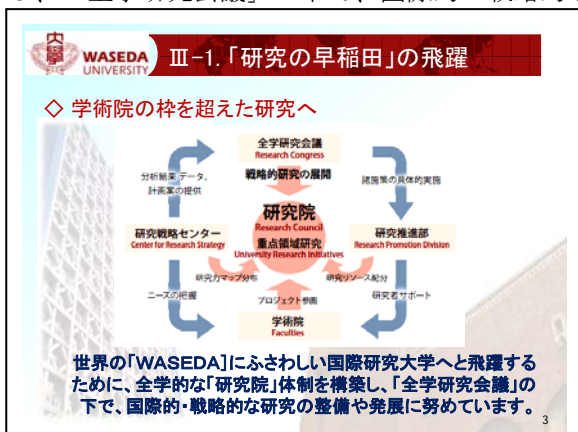 大學
WASEDA
UNIVERSITY
Ⅲ-1.「研究の早稲田」の飛躍
◇ 学術院の枠を超えた研究へ
全学研究会議
Research Congress
分析結果データ、
計画案の提供
戦略的研究の展開
諸施策の具体的実施
研究院
Research Council
重点領域研究
University Research Initiatives
研究戦略センター
Center for Research Strategy
研究推進部
Research Promotion Division
研究力マップ分布
研究リソース配分
ニーズの把握
プロジェクト参画
研究者サポート
学術院
Faculties
世界の「WASEDA]にふさわしい国際研究大学へと飛躍する
ために、全学的な「研究院」体制を構築し、「全学研究会議」の
下で、国際的・戦略的な研究の整備や発展に努めています。
3